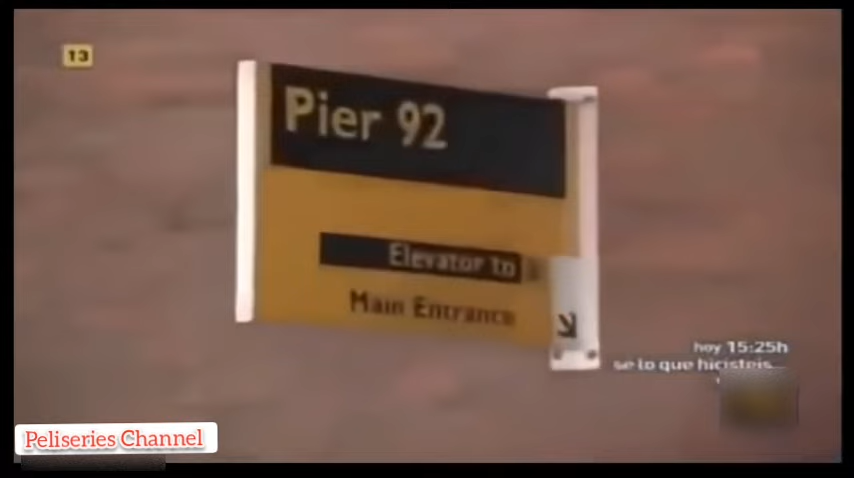 13
Pier 92
Elevator to
Main Entrance
hoy 15:25h
se lo que hicisteis...
Peliseries Channel